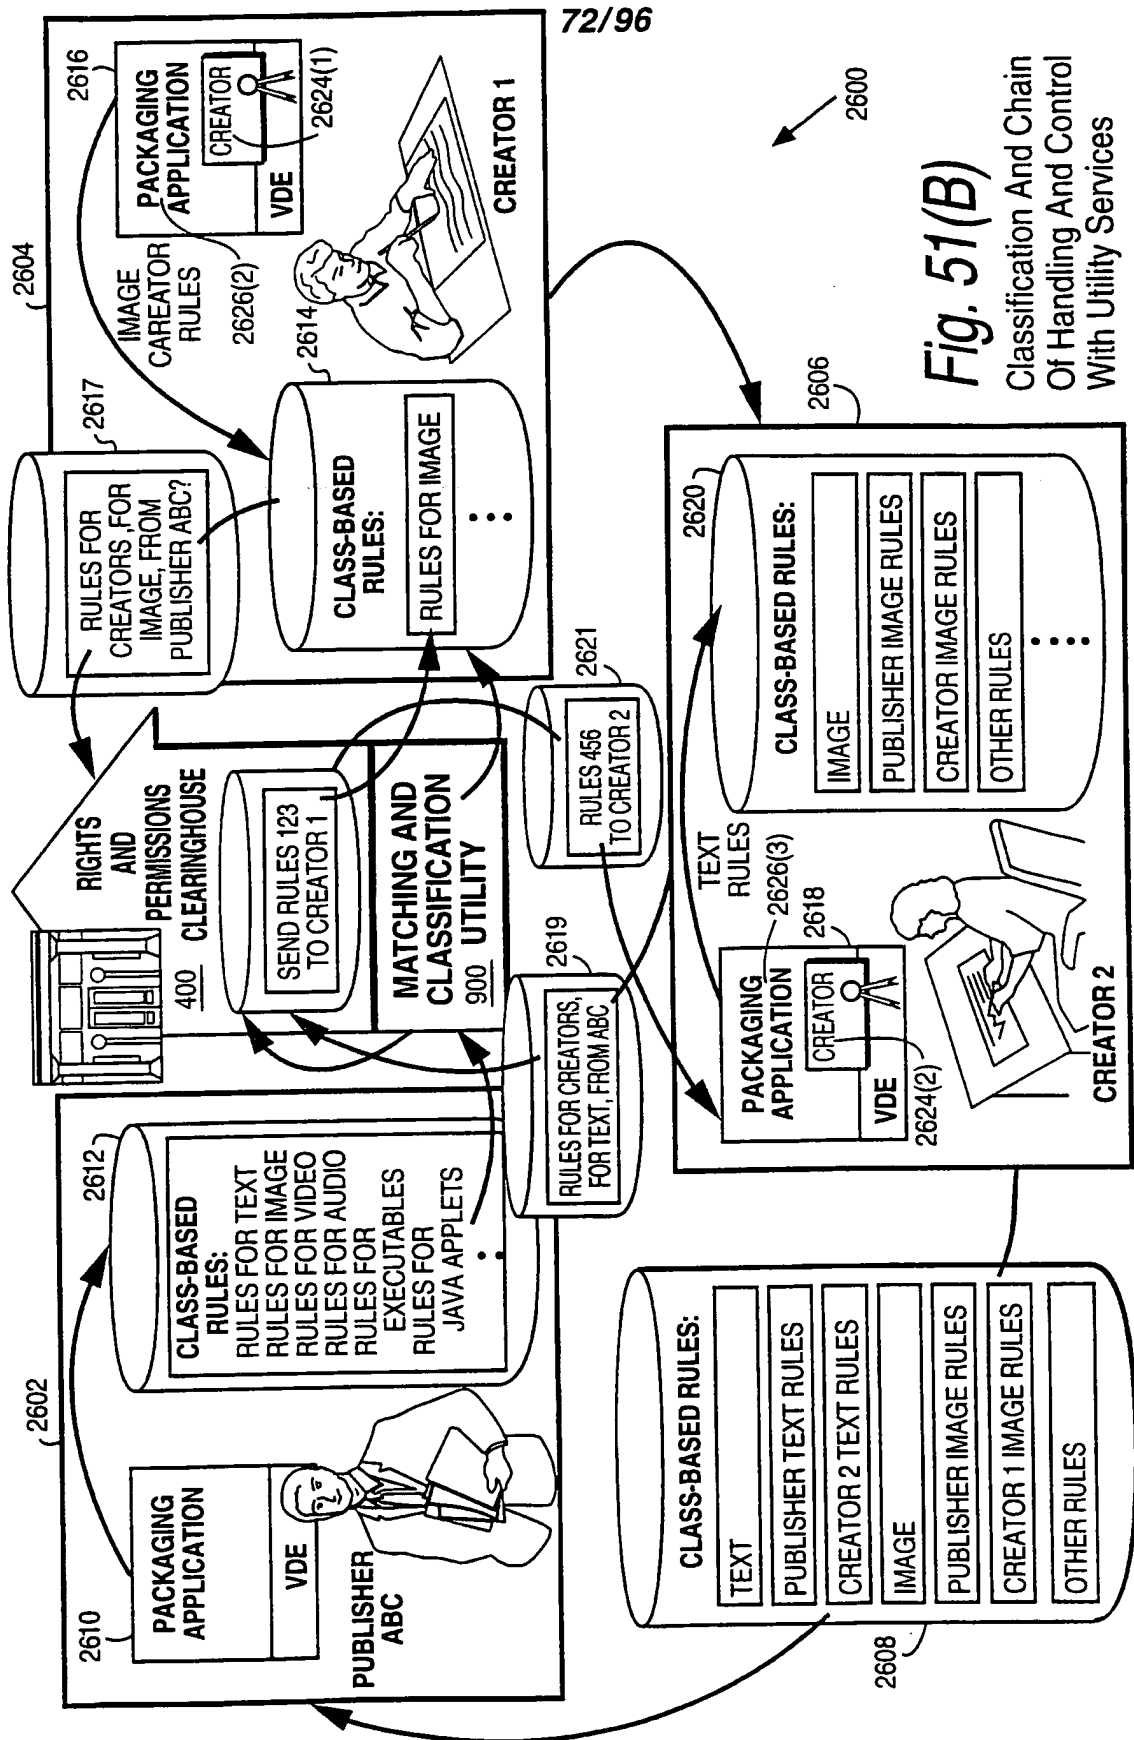 72/96
2602
2610
PACKAGING
APPLICATION
VDE
PUBLISHER
ABC
2612
CLASS-BASED
RULES:
RULES FOR TEXT
RULES FOR IMAGE
RULES FOR VIDEO
RULES FOR AUDIO
RULES FOR
EXECUTABLES
RULES FOR
JAVA APPLETS
RIGHTS
AND
PERMISSIONS
CLEARINGHOUSE
400
SEND RULES 123
TO CREATOR 1
MATCHING AND
CLASSIFICATION
900 UTILITY
2617
RULES FOR
CREATORS ,FOR
IMAGE, FROM
PUBLISHER ABC?
2604
2616
PACKAGING
APPLICATION
CREATOR
VDE
2624(1)
IMAGE
CAREATOR
RULES
2626(2)
2614
CLASS-BASED
RULES:
RULES FOR IMAGE
CREATOR 1
2619
RULES FOR CREATORS,
FOR TEXT, FROM ABC
2621
RULES 456
TO CREATOR 2
2606
PACKAGING
APPLICATION
2626(3)
2618
CREATOR
VDE
2624(2)
TEXT
RULES
CREATOR 2
2620
CLASS-BASED RULES:
IMAGE
PUBLISHER IMAGE RULES
CREATOR IMAGE RULES
OTHER RULES
CLASS-BASED RULES:
TEXT
PUBLISHER TEXT RULES
CREATOR 2 TEXT RULES
IMAGE
PUBLISHER IMAGE RULES
CREATOR 1 IMAGE RULES
OTHER RULES
2608
2600
Fig. 51(B)
Classification And Chain
Of Handling And Control
With Utility Services